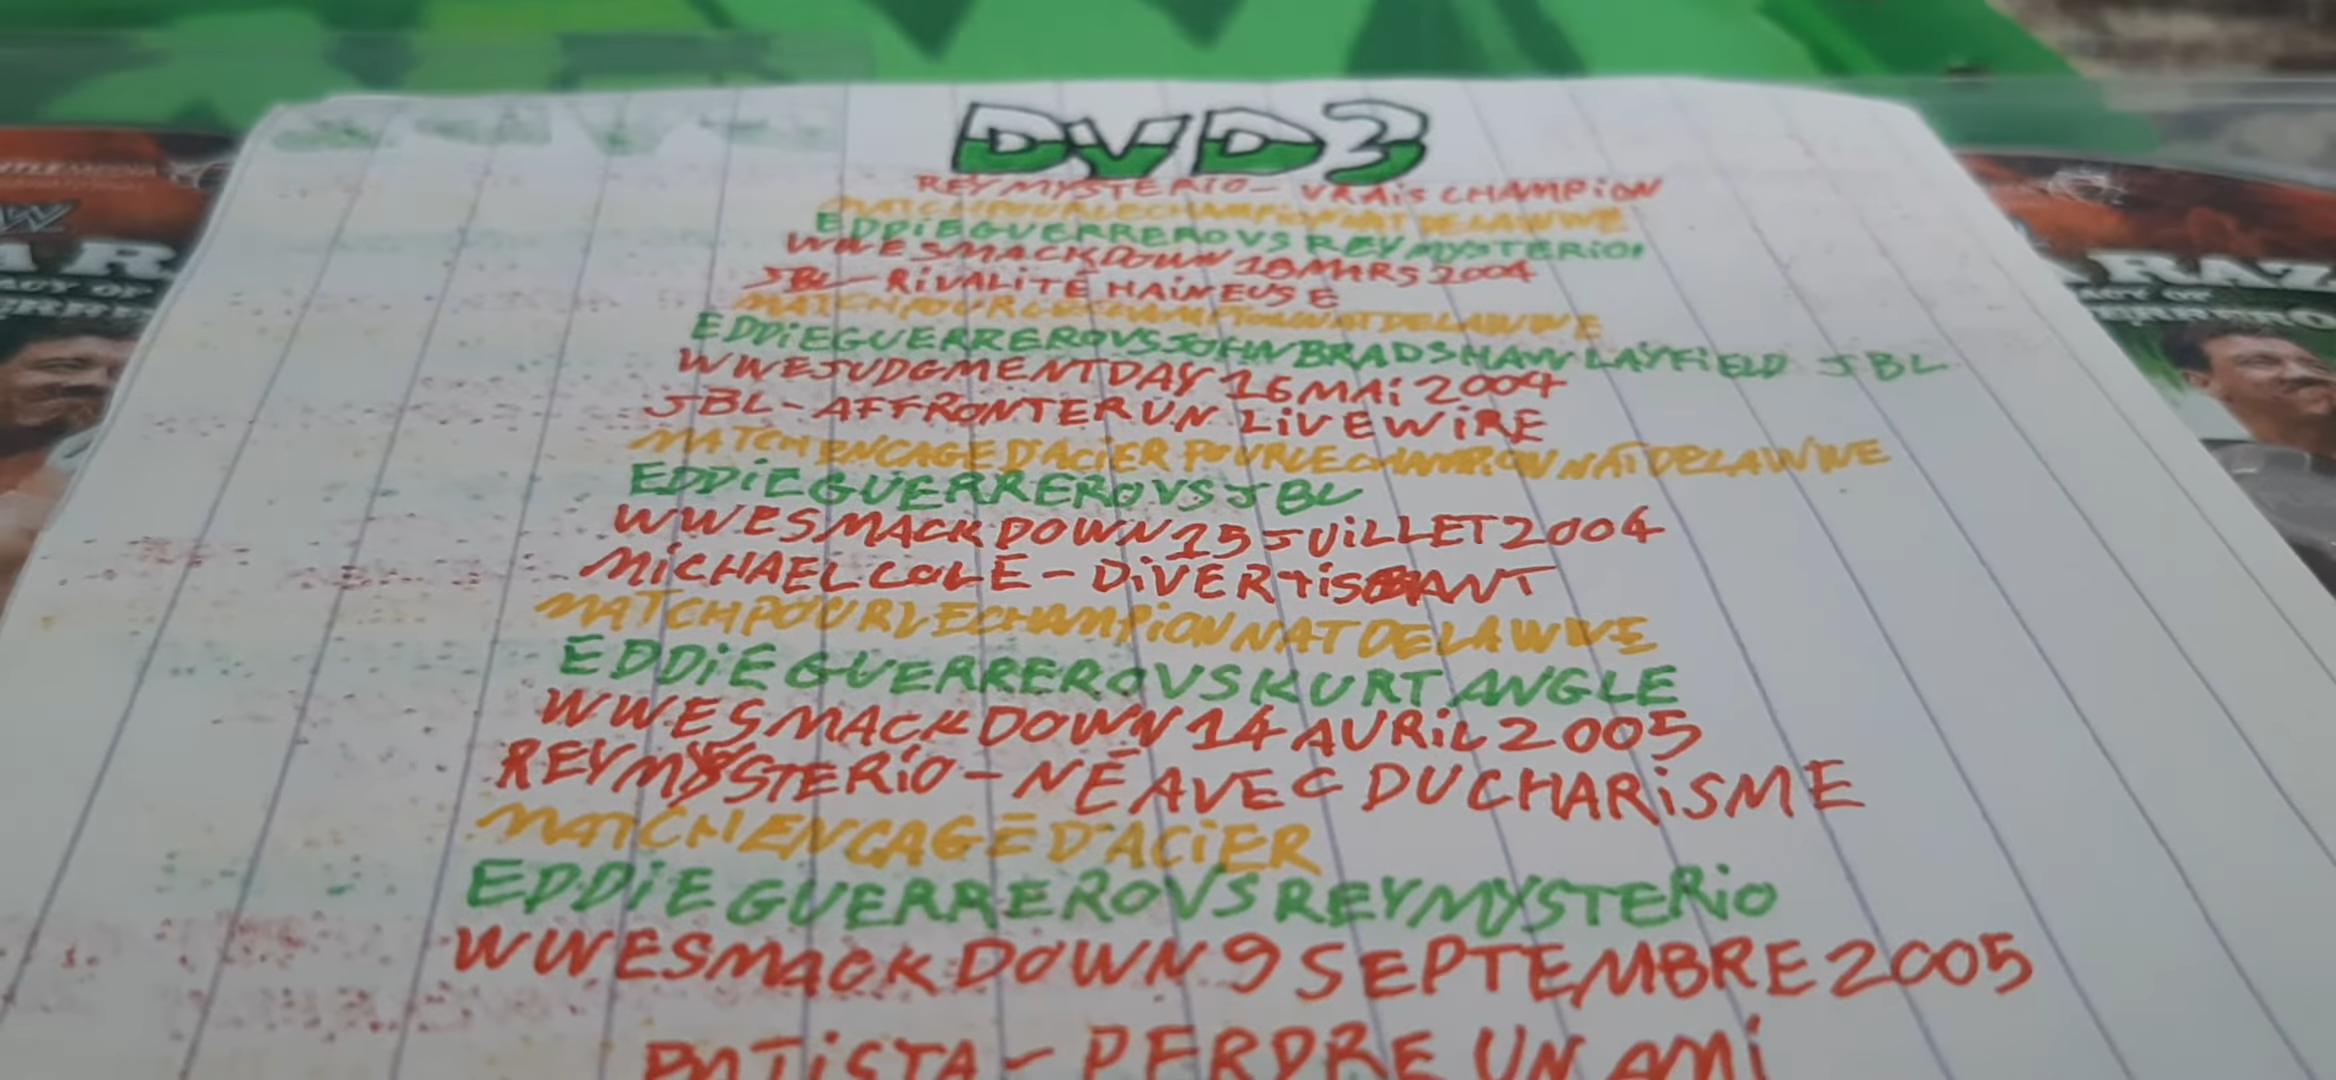 DVD3
REY MYSTERIO - VRAIS CHAMPION
MATCH POUR LE CHAMPIONNAT DE LA WWE
EDDIE GUERRERO VS REY MYSTERIO
WWE SMACKDOWN 18 MARS 2004
JBL - RIVALITÉ HAINEUSE
MATCH POUR LE CHAMPIONNAT DE LA WWE
EDDIE GUERRERO VS JOHN BRADSHAW LAYFIELD JBL
WWE JUDGMENT DAY 16 MAI 2004
JBL - AFFRONTER UN LIVEWIRE
MATCH EN CAGE D'ACIER POUR LE CHAMPIONNAT DE LA WWE
EDDIE GUERRERO VS JBL
WWE SMACKDOWN 15 JUILLET 2004
MICHAEL COLE - DIVERTISSANT
MATCH POUR LE CHAMPIONNAT DE LA WWE
EDDIE GUERRERO VS KURT ANGLE
WWE SMACKDOWN 14 AVRIL 2005
REY MYSTERIO - NÉ AVEC DU CHARISME
MATCH EN CAGE D'ACIER
EDDIE GUERRERO VS REY MYSTERIO
WWE SMACKDOWN 9 SEPTEMBRE 2005
BATISTA - PERDRE UN AMI